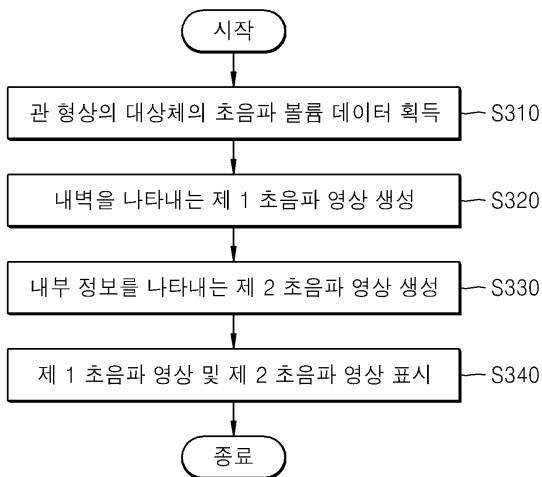 시작
관 형상의 대상체의 초음파 볼륨 데이터 획득 S310
내벽을 나타내는 제 1 초음파 영상 생성 S320
내부 정보를 나타내는 제 2 초음파 영상 생성 S330
제 1 초음파 영상 및 제 2 초음파 영상 표시 S340
종료